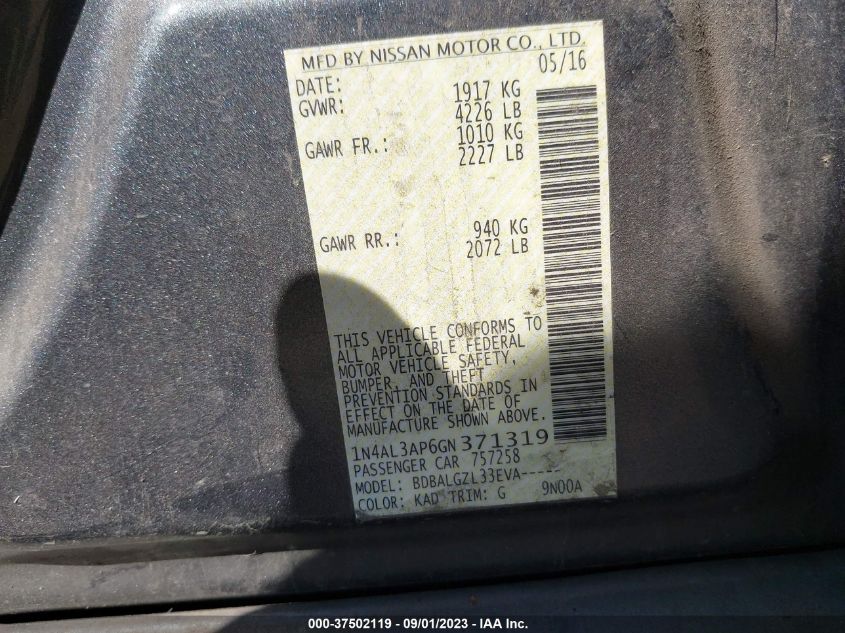 MFD BY NISSAN MOTOR CO., LTD.
DATE: 05/16
GVWR: 1917 KG
4226 LB
GAWR FR.: 1010 KG
2227 LB
GAWR RR.: 940 KG
2072 LB
THIS VEHICLE CONFORMS TO
ALL APPLICABLE FEDERAL
MOTOR VEHICLE SAFETY,
BUMPER, AND THEFT
PREVENTION STANDARDS IN
EFFECT ON THE DATE OF
MANUFACTURE SHOWN ABOVE.
1N4AL3AP6GN371319
PASSENGER CAR 757258
MODEL: BDBALGZL33EVA-----
COLOR: KAD TRIM: G 9N00A
000-37502119 - 09/01/2023 - IAA Inc.